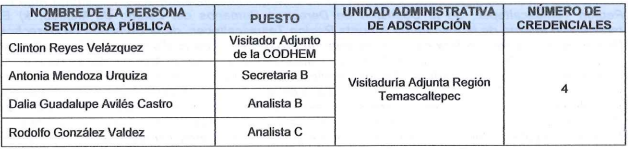 NOMBRE DE LA PERSONA
SERVIDORA PÚBLICA
PUESTO
UNIDAD ADMINISTRATIVA
DE ADSCRIPCIÓN
NÚMERO DE
CREDENCIALES
Clinton Reyes Velázquez
Visitador Adjunto
de la CODHEM
Antonia Mendoza Urquiza
Secretaria B
Dalia Guadalupe Avilés Castro
Analista B
Rodolfo González Valdez
Analista C
Visitaduría Adjunta Región
Temascaltepec
4